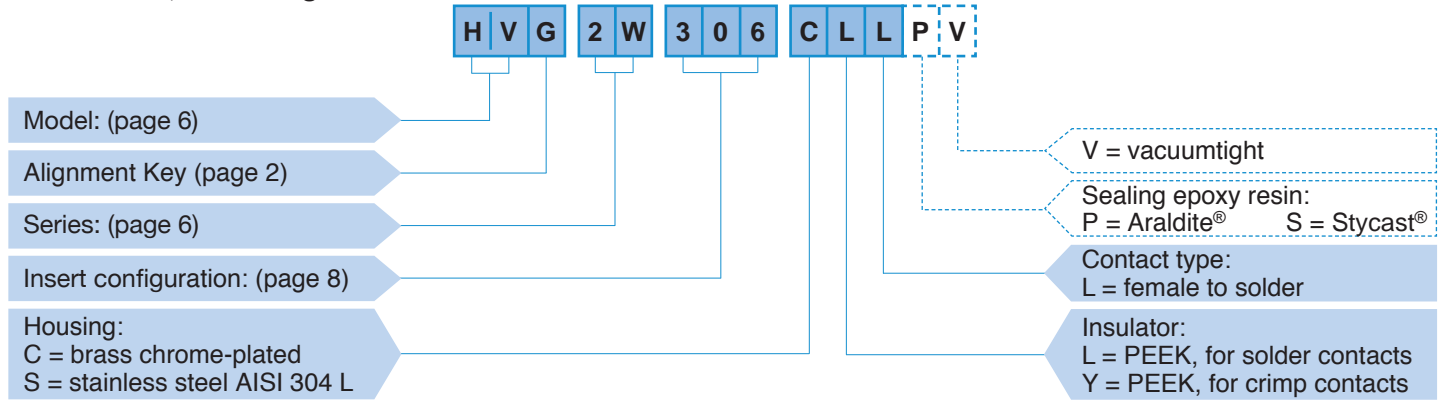 H V G 2 W 3 0 6 C L L P V
Model: (page 6)
Alignment Key (page 2)
Series: (page 6)
Insert configuration: (page 8)
Housing:
C = brass chrome-plated
S = stainless steel AISI 304 L
V = vacuumtight
Sealing epoxy resin:
P = Araldite® S = Stycast®
Contact type:
L = female to solder
Insulator:
L = PEEK, for solder contacts
Y = PEEK, for crimp contacts